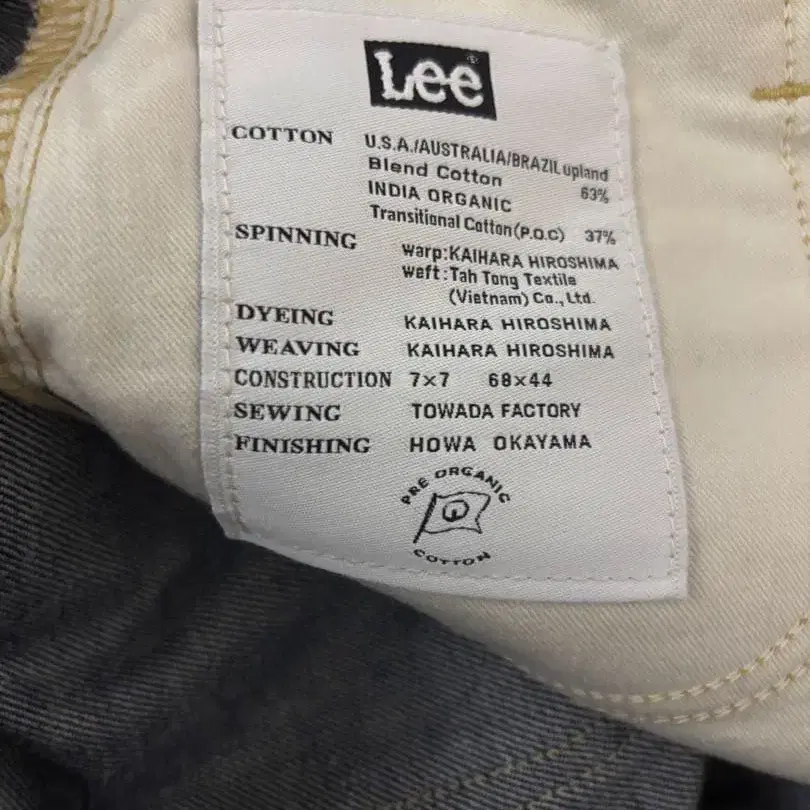 Lee®
COTTON U.S.A./AUSTRALIA/BRAZIL upland
Blend Cotton 63%
INDIA ORGANIC
Transitional Cotton(P.O.C) 37%
SPINNING warp:KAIHARA HIROSHIMA
weft:Tah Tong Textile
(Vietnam) Co., Ltd.
DYEING KAIHARA HIROSHIMA
WEAVING KAIHARA HIROSHIMA
CONSTRUCTION 7×7 68×44
SEWING TOWADA FACTORY
FINISHING HOWA OKAYAMA
PRE ORGANIC
COTTON